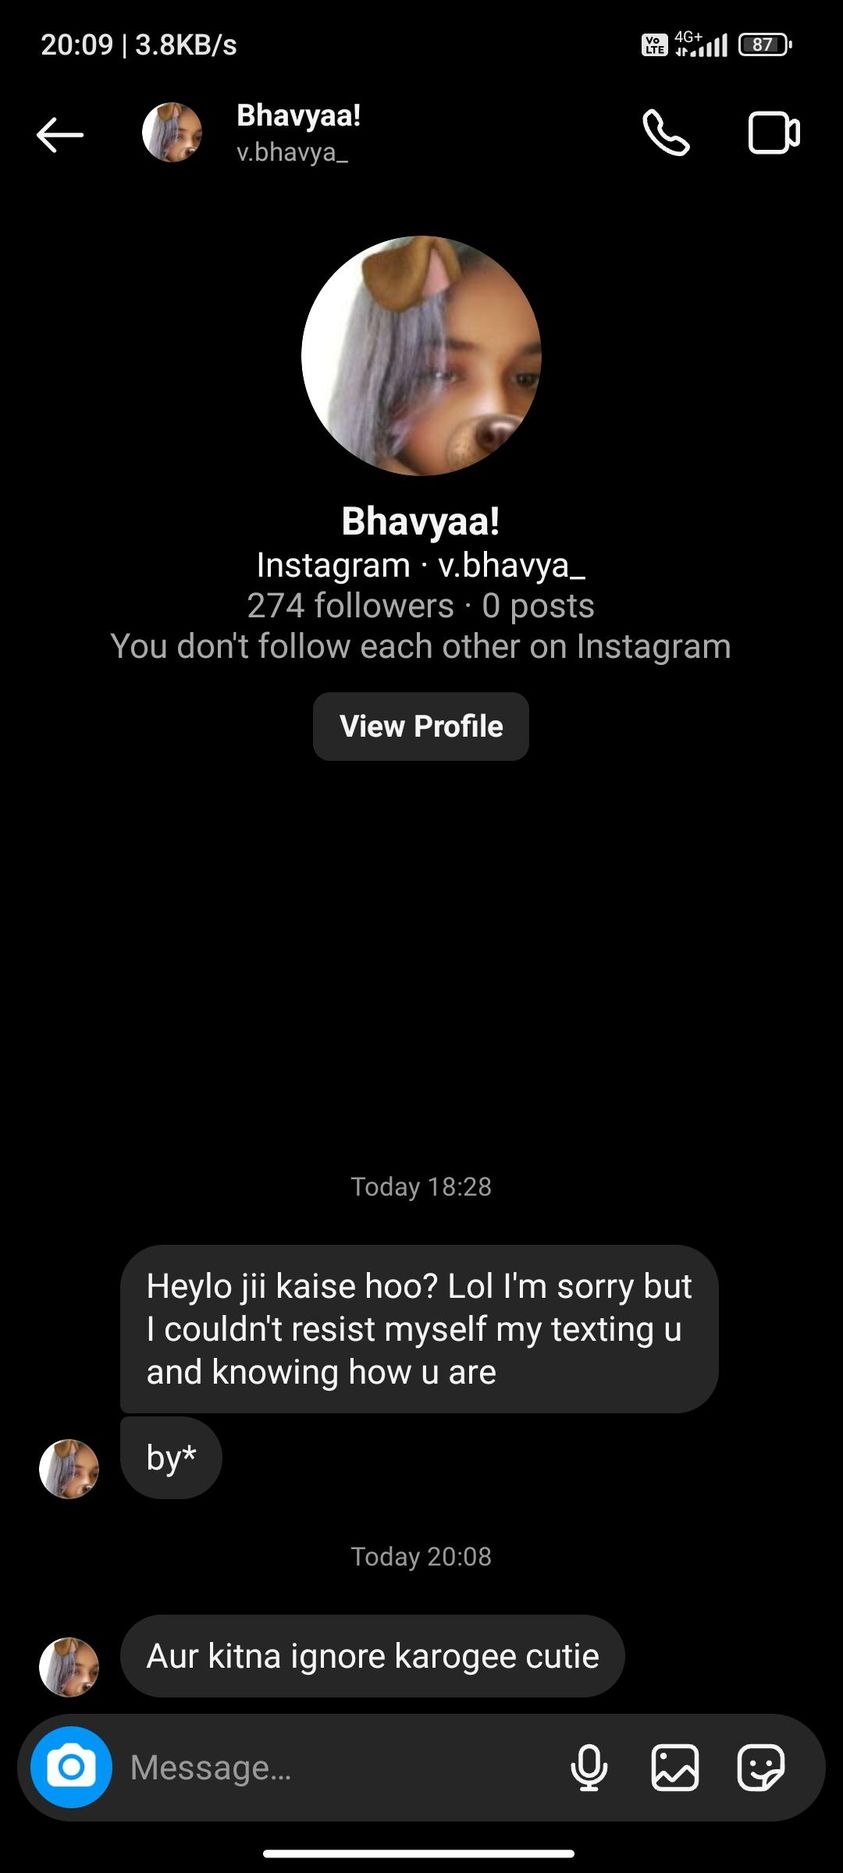 20:09 | 3.8KB/s
Vo LTE 4G+ 87
Bhavyaa!
v.bhavya_
Bhavyaa!
Instagram · v.bhavya_
274 followers · 0 posts
You don't follow each other on Instagram
View Profile
Today 18:28
Heylo jii kaise hoo? Lol I'm sorry but
I couldn't resist myself my texting u
and knowing how u are
by*
Today 20:08
Aur kitna ignore karogee cutie
Message...